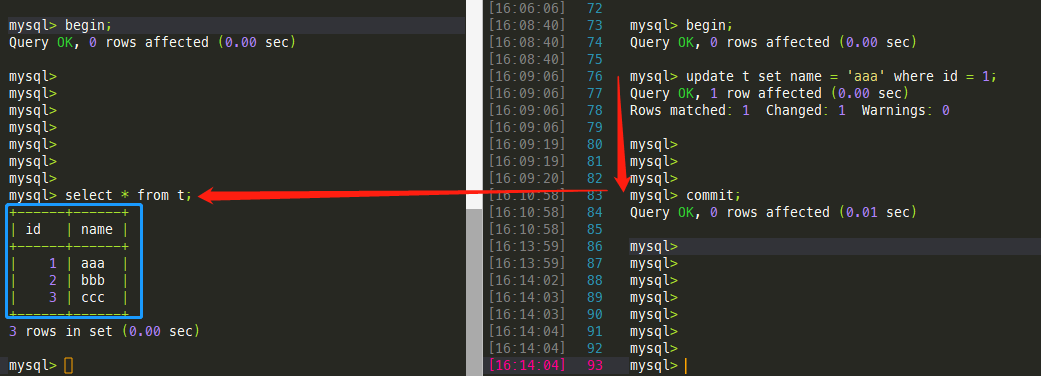 mysql> begin;
Query OK, 0 rows affected (0.00 sec)
mysql>
mysql>
mysql>
mysql>
mysql>
mysql>
mysql>
mysql> select * from t;
+------+------+
| id   | name |
+------+------+
|    1 | aaa  |
|    2 | bbb  |
|    3 | ccc  |
+------+------+
3 rows in set (0.00 sec)
mysql>
[16:06:06] 72
[16:08:40] 73 mysql> begin;
[16:08:40] 74 Query OK, 0 rows affected (0.00 sec)
[16:08:40] 75
[16:09:06] 76 mysql> update t set name = 'aaa' where id = 1;
[16:09:06] 77 Query OK, 1 row affected (0.00 sec)
[16:09:06] 78 Rows matched: 1  Changed: 1  Warnings: 0
[16:09:06] 79
[16:09:19] 80 mysql>
[16:09:19] 81 mysql>
[16:09:20] 82 mysql>
[16:10:58] 83 mysql> commit;
[16:10:58] 84 Query OK, 0 rows affected (0.01 sec)
[16:10:58] 85
[16:13:59] 86 mysql>
[16:13:59] 87 mysql>
[16:14:02] 88 mysql>
[16:14:03] 89 mysql>
[16:14:03] 90 mysql>
[16:14:04] 91 mysql>
[16:14:04] 92 mysql>
[16:14:04] 93 mysql>